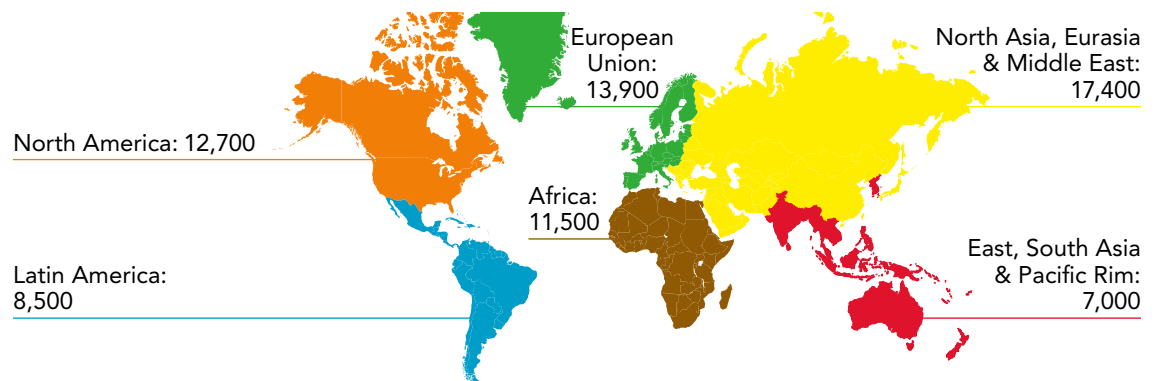 European
Union:
13,900
North Asia, Eurasia
& Middle East:
17,400
North America: 12,700
Africa:
11,500
Latin America:
8,500
East, South Asia
& Pacific Rim:
7,000